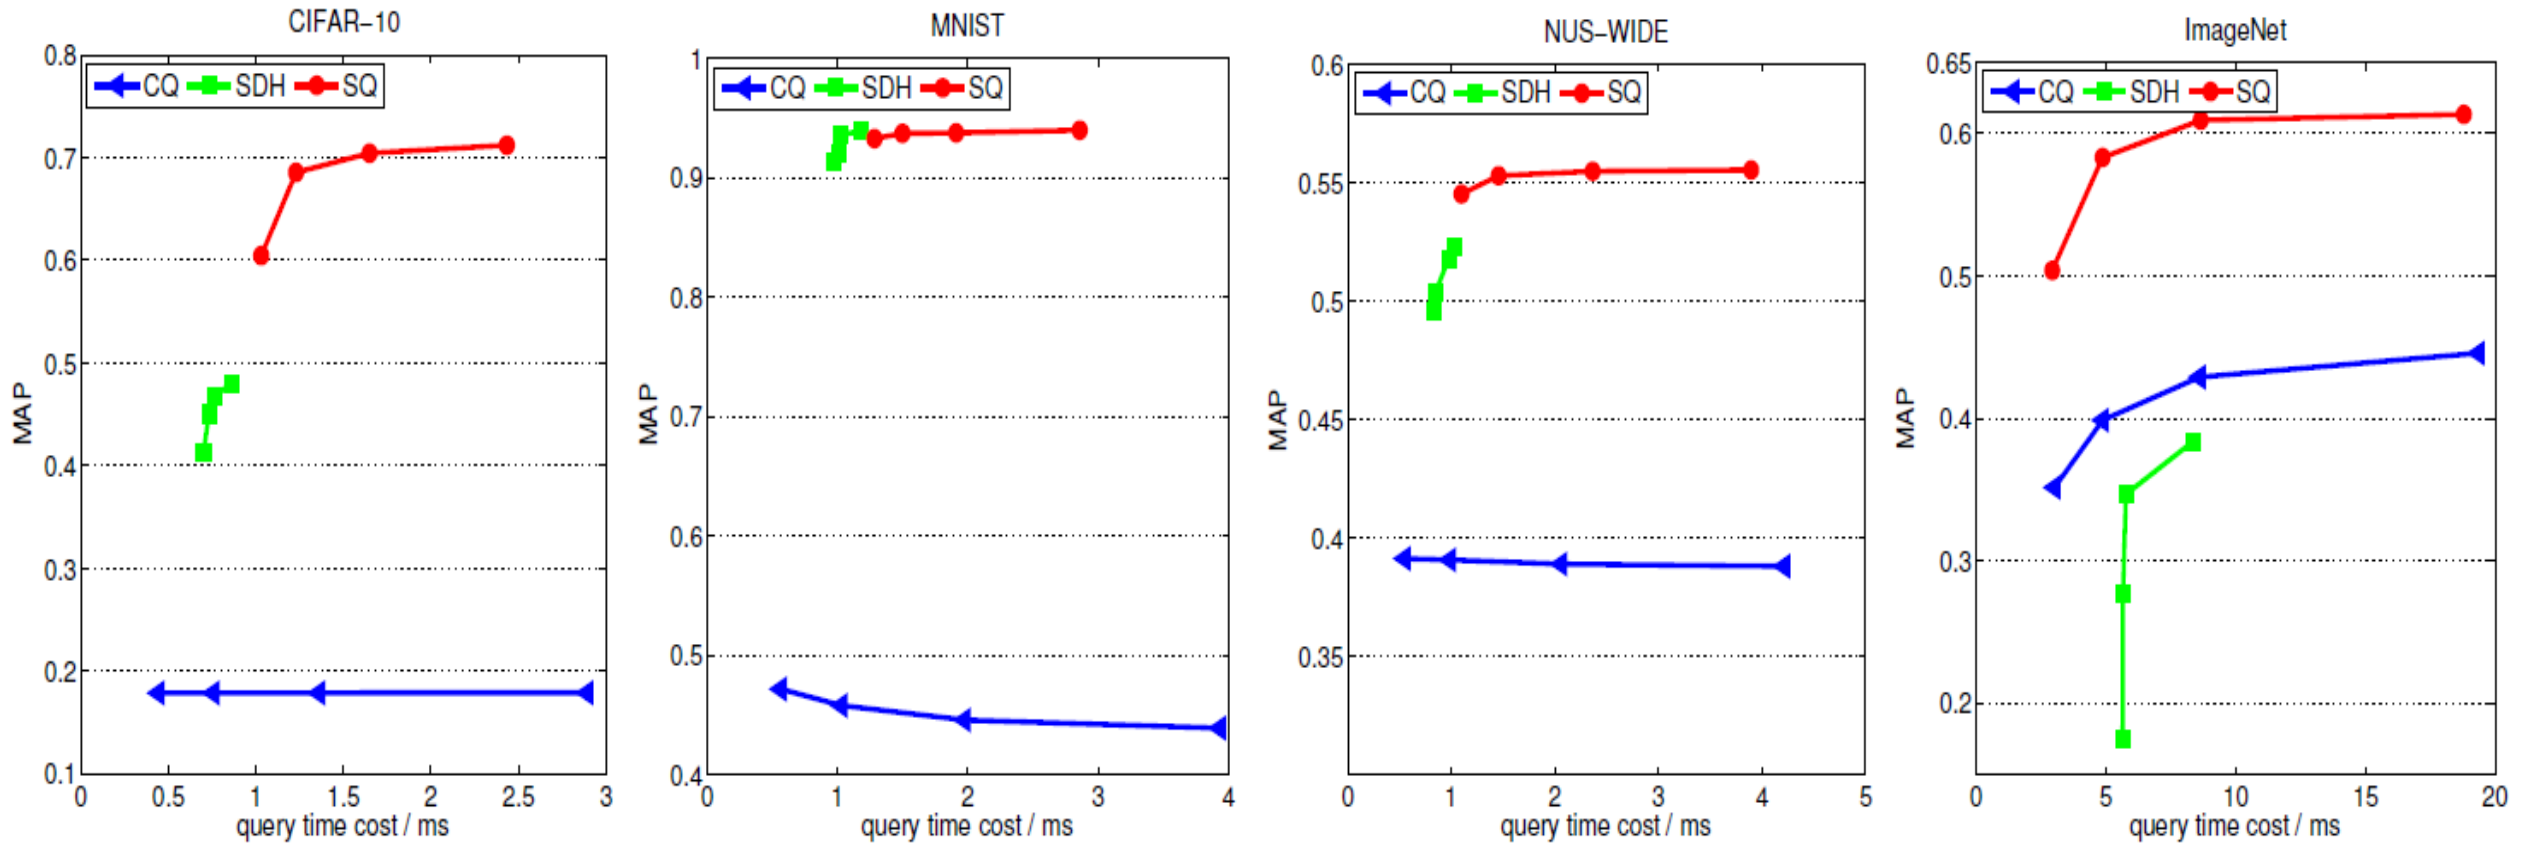 CIFAR−10
CQ SDH SQ
0.8
0.7
0.6
0.5
0.4
0.3
0.2
0.1
MAP
0 0.5 1 1.5 2 2.5 3
query time cost / ms
MNIST
CQ SDH SQ
1
0.9
0.8
0.7
0.6
0.5
0.4
MAP
0 1 2 3 4
query time cost / ms
NUS−WIDE
CQ SDH SQ
0.6
0.55
0.5
0.45
0.4
0.35
MAP
0 1 2 3 4 5
query time cost / ms
ImageNet
CQ SDH SQ
0.65
0.6
0.5
0.4
0.3
0.2
MAP
0 5 10 15 20
query time cost / ms